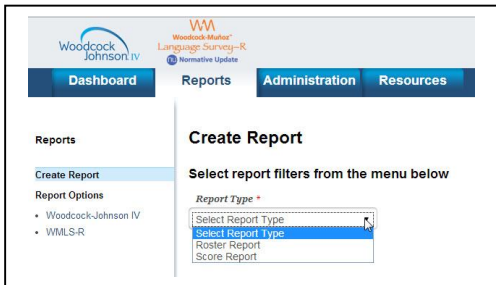 Woodcock
Johnson IV
WM
Woodcock-Muñoz
Language Survey–R
NU Normative Update
Dashboard
Reports
Administration
Resources
Reports
Create Report
Report Options
• Woodcock-Johnson IV
• WMLS-R
Create Report
Select report filters from the menu below
Report Type *
Select Report Type
Select Report Type
Roster Report
Score Report